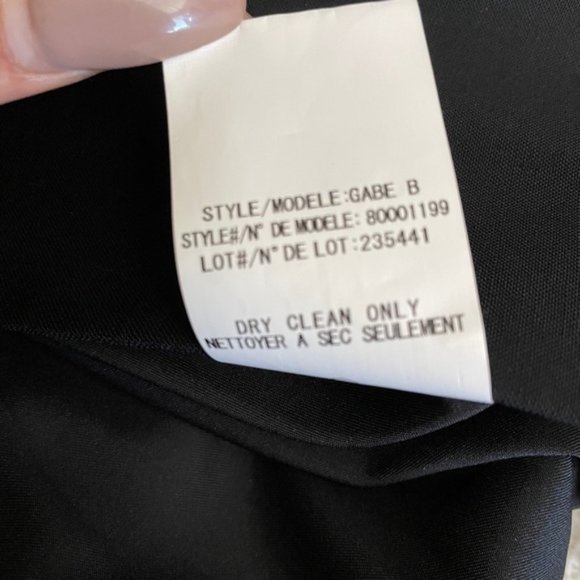 STYLE/MODELE:GABE B
STYLE#/N° DE MODELE: 80001199
LOT#/N° DE LOT:235441
DRY CLEAN ONLY
NETTOYER A SEC SEULEMENT